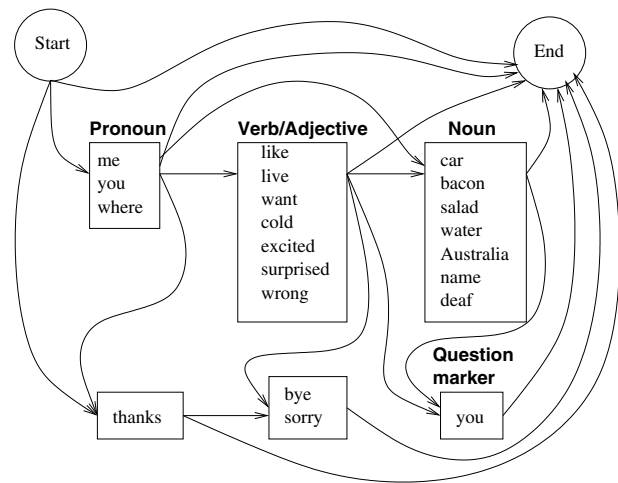 Start
End
Pronoun
me
you
where
Verb/Adjective
like
live
want
cold
excited
surprised
wrong
Noun
car
bacon
salad
water
Australia
name
deaf
thanks
bye
sorry
Question
marker
you